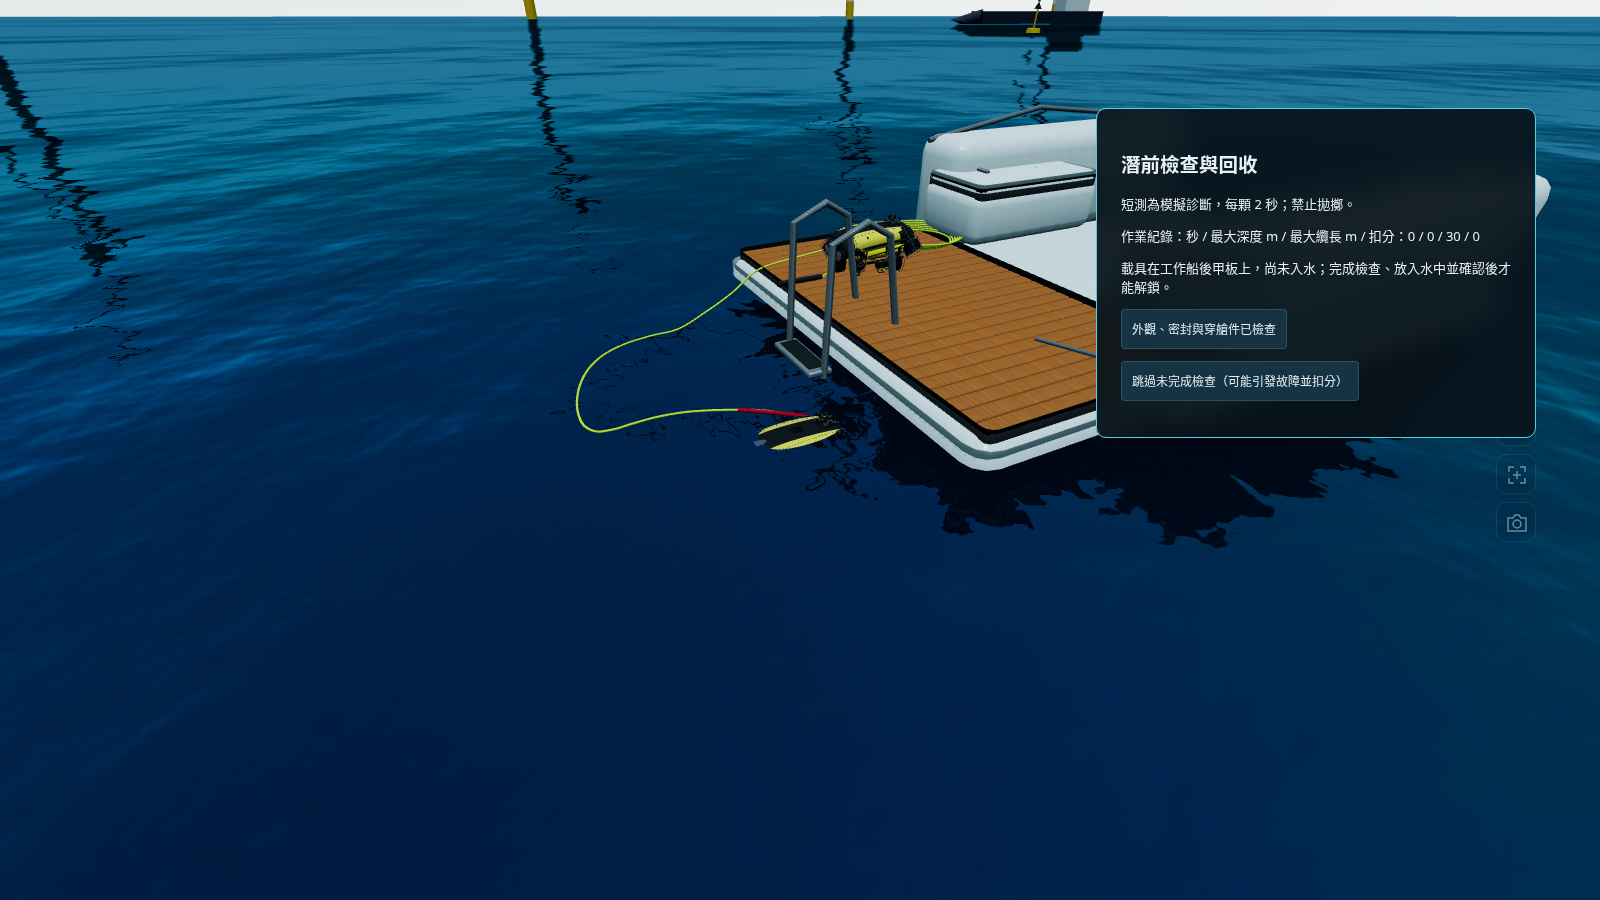 潛前檢查與回收
短測為模擬診斷，每顆 2 秒；禁止拋擲。
作業紀錄：秒 / 最大深度 m / 最大纜長 m / 扣分：0 / 0 / 30 / 0
載具在工作船後甲板上，尚未入水；完成檢查、放入水中並確認後才
能解鎖。
外觀、密封與穿艙件已檢查
跳過未完成檢查（可能引發故障並扣分）